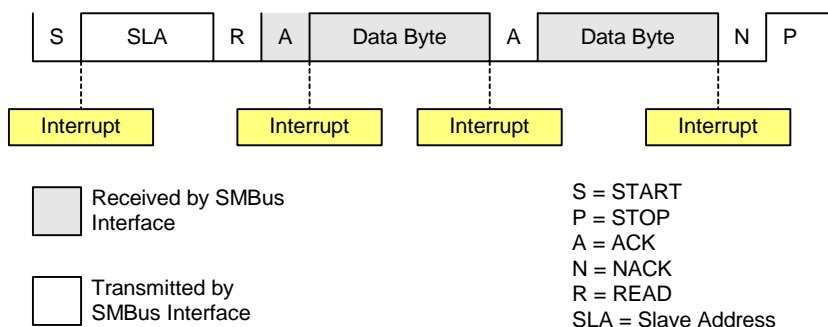 S SLA R A Data Byte A Data Byte N P
Interrupt Interrupt Interrupt Interrupt
Received by SMBus
Interface
Transmitted by
SMBus Interface
S = START
P = STOP
A = ACK
N = NACK
R = READ
SLA = Slave Address